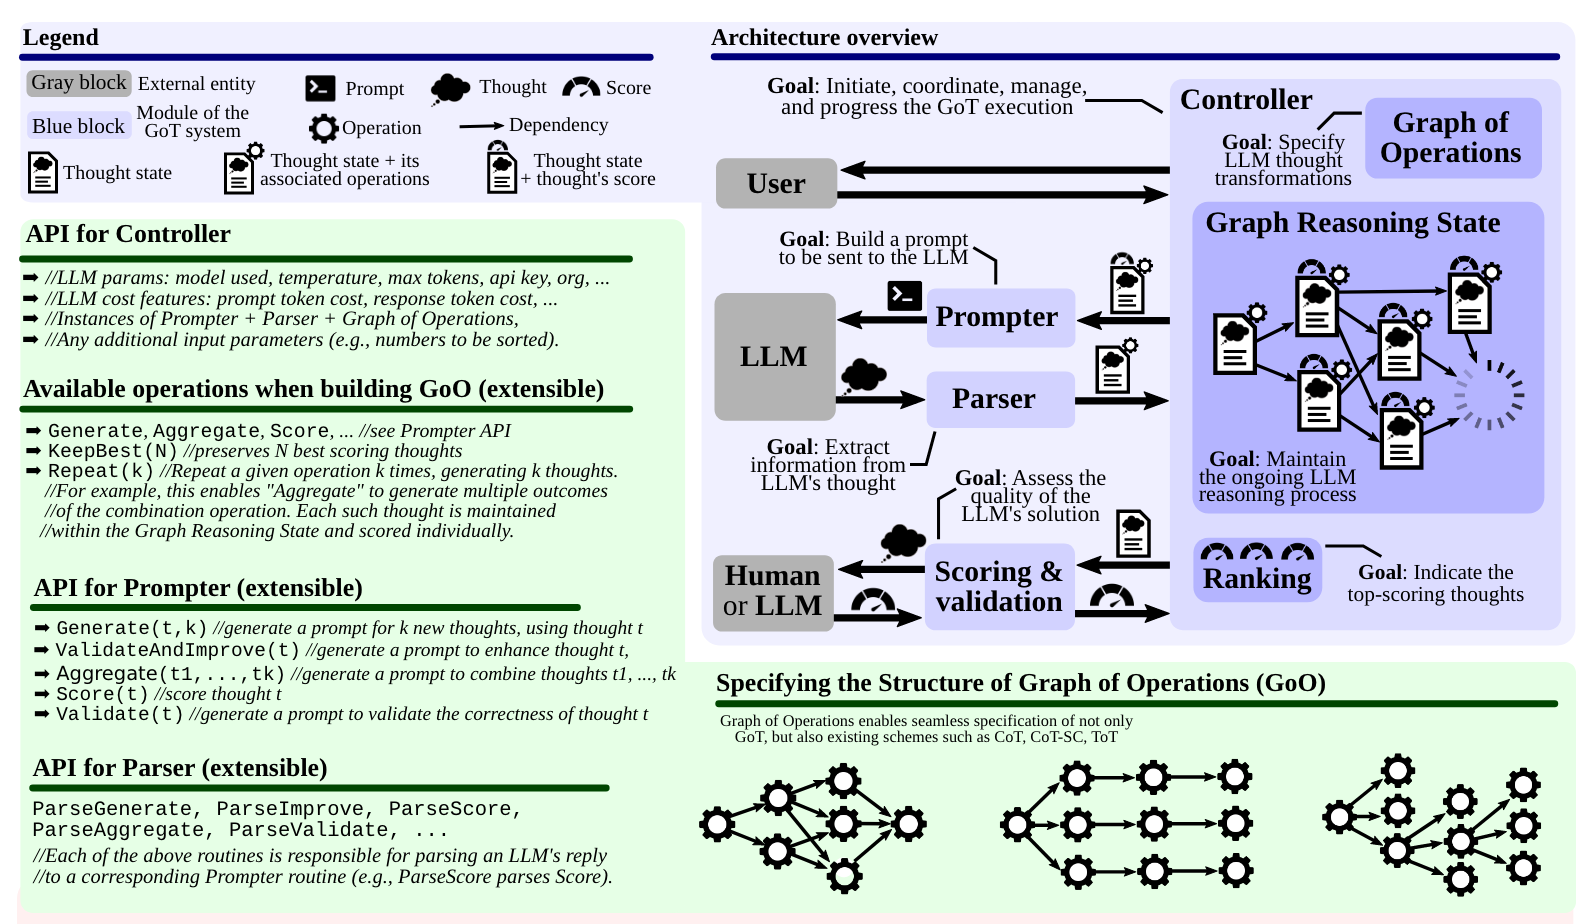 Legend
Gray block External entity
Prompt
Thought
Score
Blue block
Module of the
GoT system
Operation
Dependency
Thought state
Thought state + its
associated operations
Thought state
+ thought's score
API for Controller
➡ //LLM params: model used, temperature, max tokens, api key, org, ...
➡ //LLM cost features: prompt token cost, response token cost, ...
➡ //Instances of Prompter + Parser + Graph of Operations,
➡ //Any additional input parameters (e.g., numbers to be sorted).
Available operations when building GoO (extensible)
➡ Generate, Aggregate, Score, ... //see Prompter API
➡ KeepBest(N) //preserves N best scoring thoughts
➡ Repeat(k) //Repeat a given operation k times, generating k thoughts.
//For example, this enables "Aggregate" to generate multiple outcomes
//of the combination operation. Each such thought is maintained
//within the Graph Reasoning State and scored individually.
API for Prompter (extensible)
➡ Generate(t,k) //generate a prompt for k new thoughts, using thought t
➡ ValidateAndImprove(t) //generate a prompt to enhance thought t,
➡ Aggregate(t1,...,tk) //generate a prompt to combine thoughts t1, ..., tk
➡ Score(t) //score thought t
➡ Validate(t) //generate a prompt to validate the correctness of thought t
API for Parser (extensible)
ParseGenerate, ParseImprove, ParseScore,
ParseAggregate, ParseValidate, ...
//Each of the above routines is responsible for parsing an LLM's reply
//to a corresponding Prompter routine (e.g., ParseScore parses Score).
Architecture overview
Goal: Initiate, coordinate, manage,
and progress the GoT execution
Controller
Goal: Specify
LLM thought
transformations
Graph of
Operations
User
Graph Reasoning State
Goal: Build a prompt
to be sent to the LLM
Prompter
LLM
Parser
Goal: Extract
information from
LLM's thought
Goal: Maintain
the ongoing LLM
reasoning process
Goal: Assess the
quality of the
LLM's solution
Human
or LLM
Scoring &
validation
Ranking
Goal: Indicate the
top-scoring thoughts
Specifying the Structure of Graph of Operations (GoO)
Graph of Operations enables seamless specification of not only
GoT, but also existing schemes such as CoT, CoT-SC, ToT